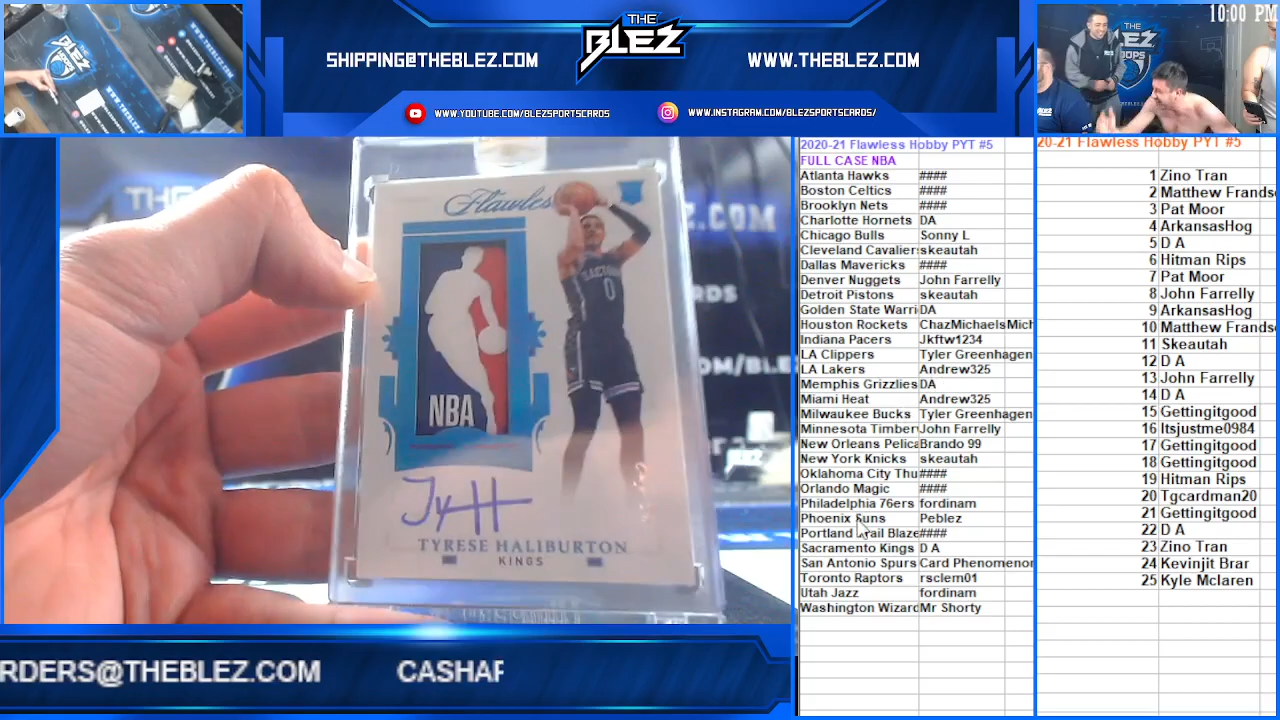 THE
BLEZ
SHIPPING@THEBLEZ.COM
WWW.THEBLEZ.COM
WWW.YOUTUBE.COM/BLEZSPORTSCARDS
WWW.INSTAGRAM.COM/BLEZSPORTSCARDS/
10:00 PM
Flawles
NBA
0
TyH
TYRESE HALIBURTON
KINGS
RDERS@THEBLEZ.COM CASHAP
2020-21 Flawless Hobby PYT #5
FULL CASE NBA
Atlanta Hawks ####
Boston Celtics ####
Brooklyn Nets ####
Charlotte Hornets DA
Chicago Bulls Sonny L
Cleveland Cavalier skeautah
Dallas Mavericks ####
Denver Nuggets John Farrelly
Detroit Pistons skeautah
Golden State Warri DA
Houston Rockets ChazMichaelsMich
Indiana Pacers Jkftw1234
LA Clippers Tyler Greenhagen
LA Lakers Andrew325
Memphis Grizzlies DA
Miami Heat Andrew325
Milwaukee Bucks Tyler Greenhagen
Minnesota Timber John Farrelly
New Orleans Pelica Brando 99
New York Knicks skeautah
Oklahoma City Thu ####
Orlando Magic ####
Philadelphia 76ers fordinam
Phoenix Suns Peblez
Portland Trail Blaze ####
Sacramento Kings D A
San Antonio Spurs Card Phenomenon
Toronto Raptors rsclem01
Utah Jazz fordinam
Washington Wizard Mr Shorty
20-21 Flawless Hobby PYT #5
1 Zino Tran
2 Matthew Frands
3 Pat Moor
4 ArkansasHog
5 D A
6 Hitman Rips
7 Pat Moor
8 John Farrelly
9 ArkansasHog
10 Matthew Frands
11 Skeautah
12 D A
13 John Farrelly
14 D A
15 Gettingitgood
16 Itsjustme0984
17 Gettingitgood
18 Gettingitgood
19 Hitman Rips
20 Tgcardman20
21 Gettingitgood
22 D A
23 Zino Tran
24 Kevinjit Brar
25 Kyle Mclaren